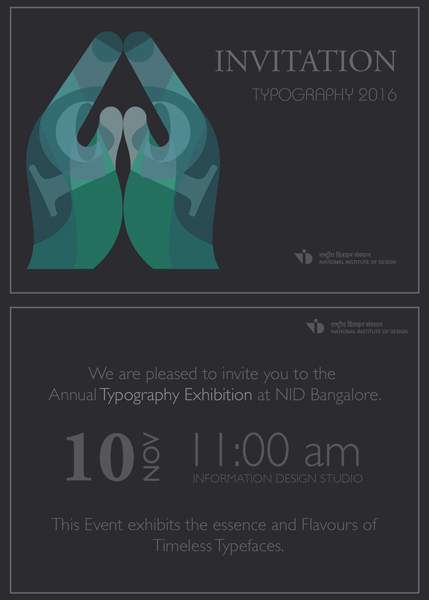 INVITATION
TYPOGRAPHY 2016
राष्ट्रीय डिज़ाइन संस्थान
NATIONAL INSTITUTE OF DESIGN
राष्ट्रीय डिज़ाइन संस्थान
NATIONAL INSTITUTE OF DESIGN
We are pleased to invite you to the
Annual Typography Exhibition at NID Bangalore.
10 NOV 11:00 am
INFORMATION DESIGN STUDIO
This Event exhibits the essence and Flavours of
Timeless Typefaces.